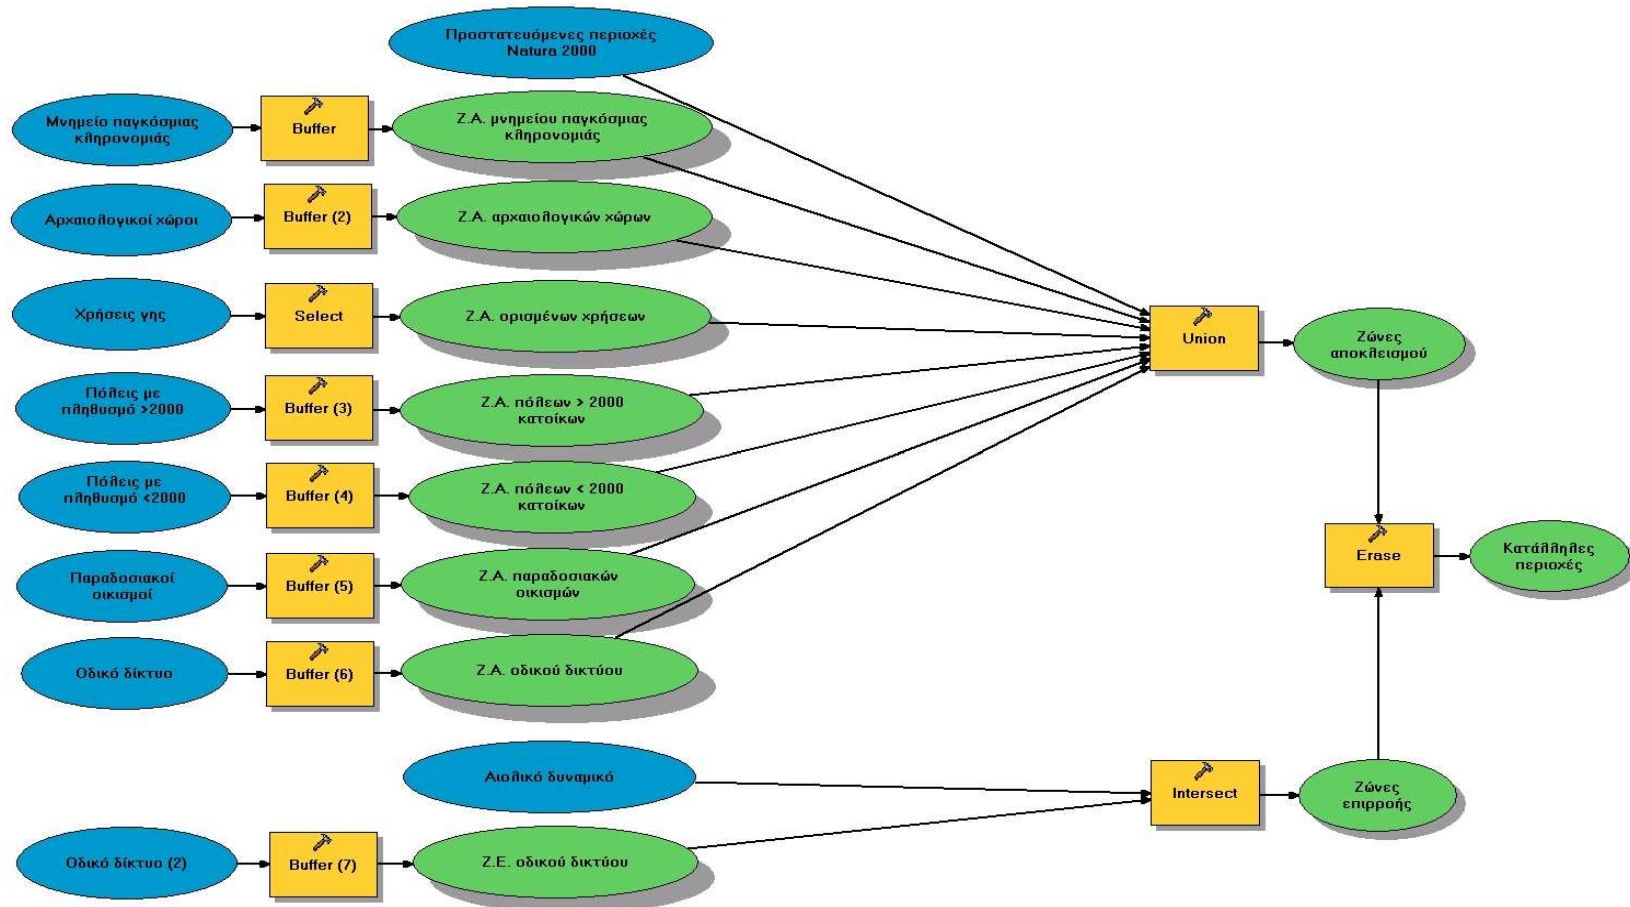 Προστατευόμενες περιοχές
Natura 2000
Μνημείο παγκόσμιας
κληρονομιάς
Buffer
Ζ.Α. μνημείου παγκόσμιας
κληρονομιάς
Αρχαιολογικοί χώροι
Buffer (2)
Ζ.Α. αρχαιολογικών χώρων
Χρήσεις γης
Select
Ζ.Α. ορισμένων χρήσεων
Union
Ζώνες
αποκλεισμού
Πόλεις με
πληθυσμό >2000
Buffer (3)
Ζ.Α. πόλεων > 2000
κατοίκων
Πόλεις με
πληθυσμό <2000
Buffer (4)
Ζ.Α. πόλεων < 2000
κατοίκων
Παραδοσιακοί
οικισμοί
Buffer (5)
Ζ.Α. παραδοσιακών
οικισμών
Erase
Κατάλληλες
περιοχές
Οδικό δίκτυο
Buffer (6)
Ζ.Α. οδικού δικτύου
Αιολικό δυναμικό
Intersect
Ζώνες
επιρροής
Οδικό δίκτυο (2)
Buffer (7)
Ζ.Ε. οδικού δικτύου